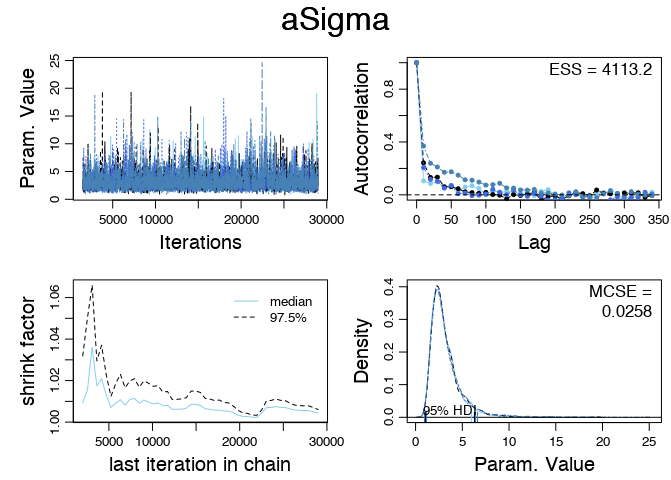 aSigma
Param. Value
0 5 10 15 20 25
5000 10000 20000 30000
Iterations
Autocorrelation
0.0 0.4 0.8
ESS = 4113.2
0 50 100 150 200 250 300 350
Lag
shrink factor
1.00 1.02 1.04 1.06
median
97.5%
5000 10000 20000 30000
last iteration in chain
Density
0.0 0.1 0.2 0.3 0.4
MCSE =
0.0258
95% HDI
0 5 10 15 20 25
Param. Value